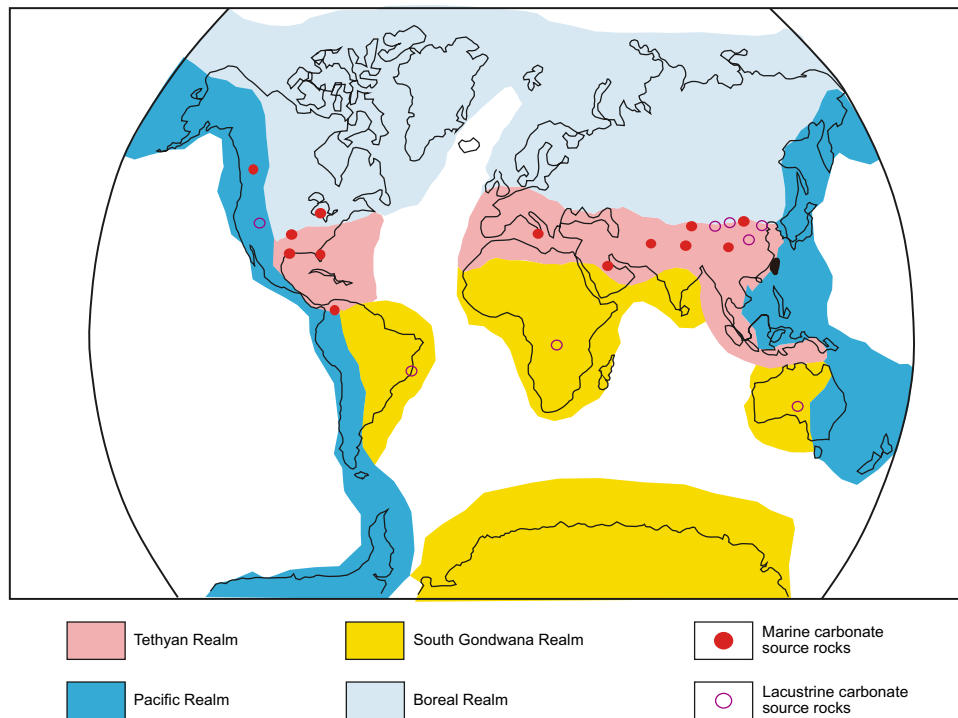 Tethyan Realm
South Gondwana Realm
Marine carbonate
source rocks
Pacific Realm
Boreal Realm
Lacustrine carbonate
source rocks